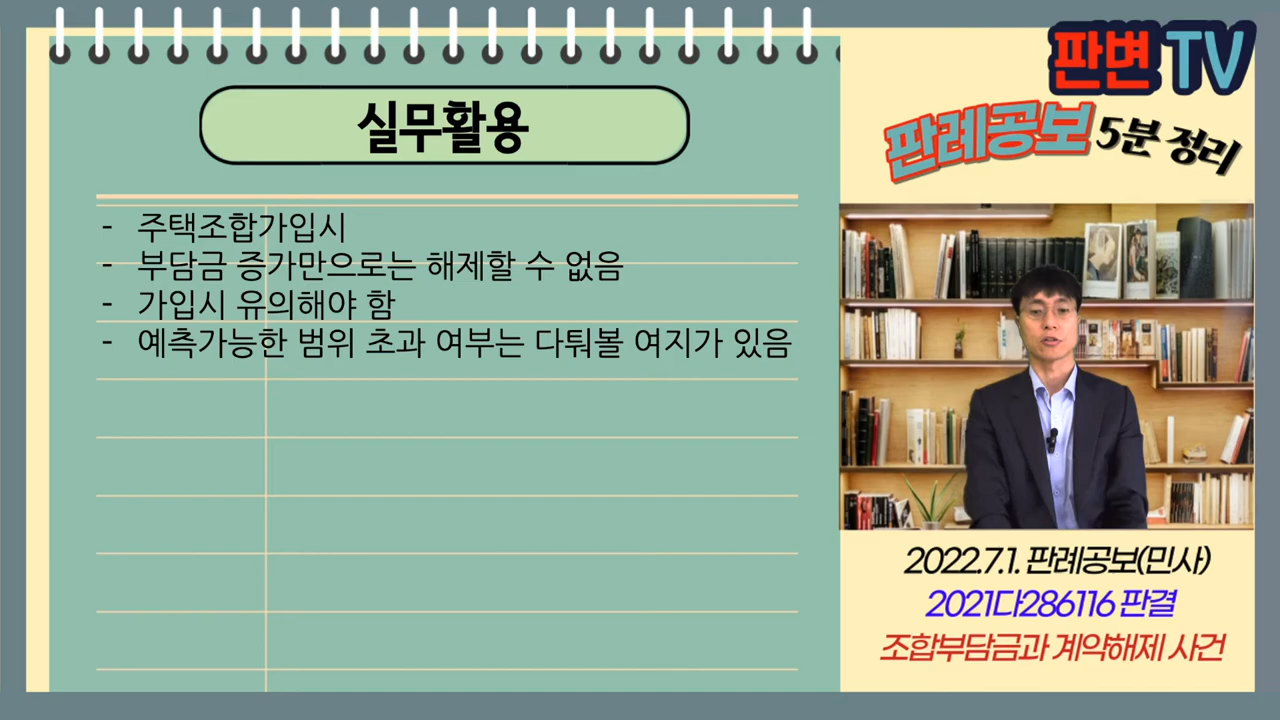 실무활용
- 주택조합가입시
- 부담금 증가만으로는 해제할 수 없음
- 가입시 유의해야 함
- 예측가능한 범위 초과 여부는 다퉈볼 여지가 있음
판변 TV
판례공보 5분 정리
2022.7.1. 판례공보(민사)
2021다286116 판결
조합부담금과 계약해제 사건